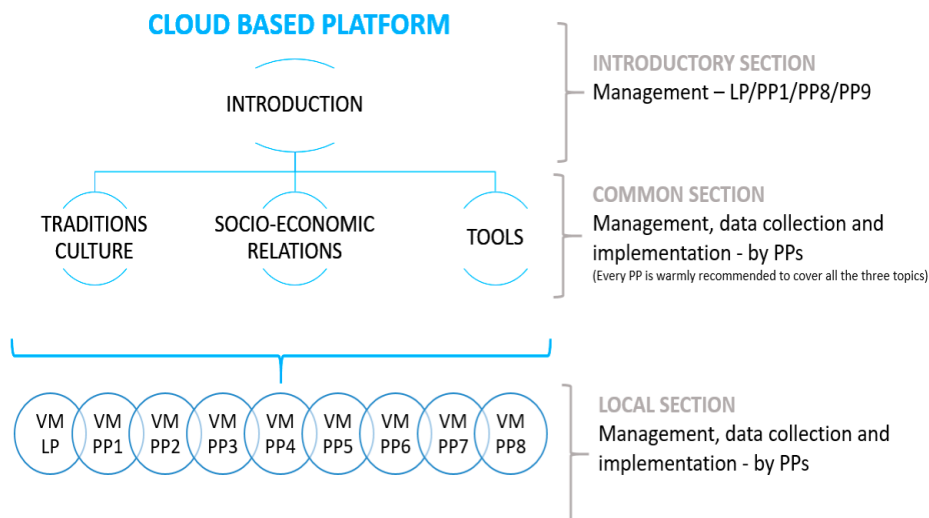 CLOUD BASED PLATFORM
INTRODUCTION
INTRODUCTORY SECTION
Management – LP/PP1/PP8/PP9
TRADITIONS
CULTURE
SOCIO-ECONOMIC
RELATIONS
TOOLS
COMMON SECTION
Management, data collection and
implementation - by PPs
(Every PP is warmly recommended to cover all the three topics)
VM
LP
VM
PP1
VM
PP2
VM
PP3
VM
PP4
VM
PP5
VM
PP6
VM
PP7
VM
PP8
LOCAL SECTION
Management, data collection and
implementation - by PPs